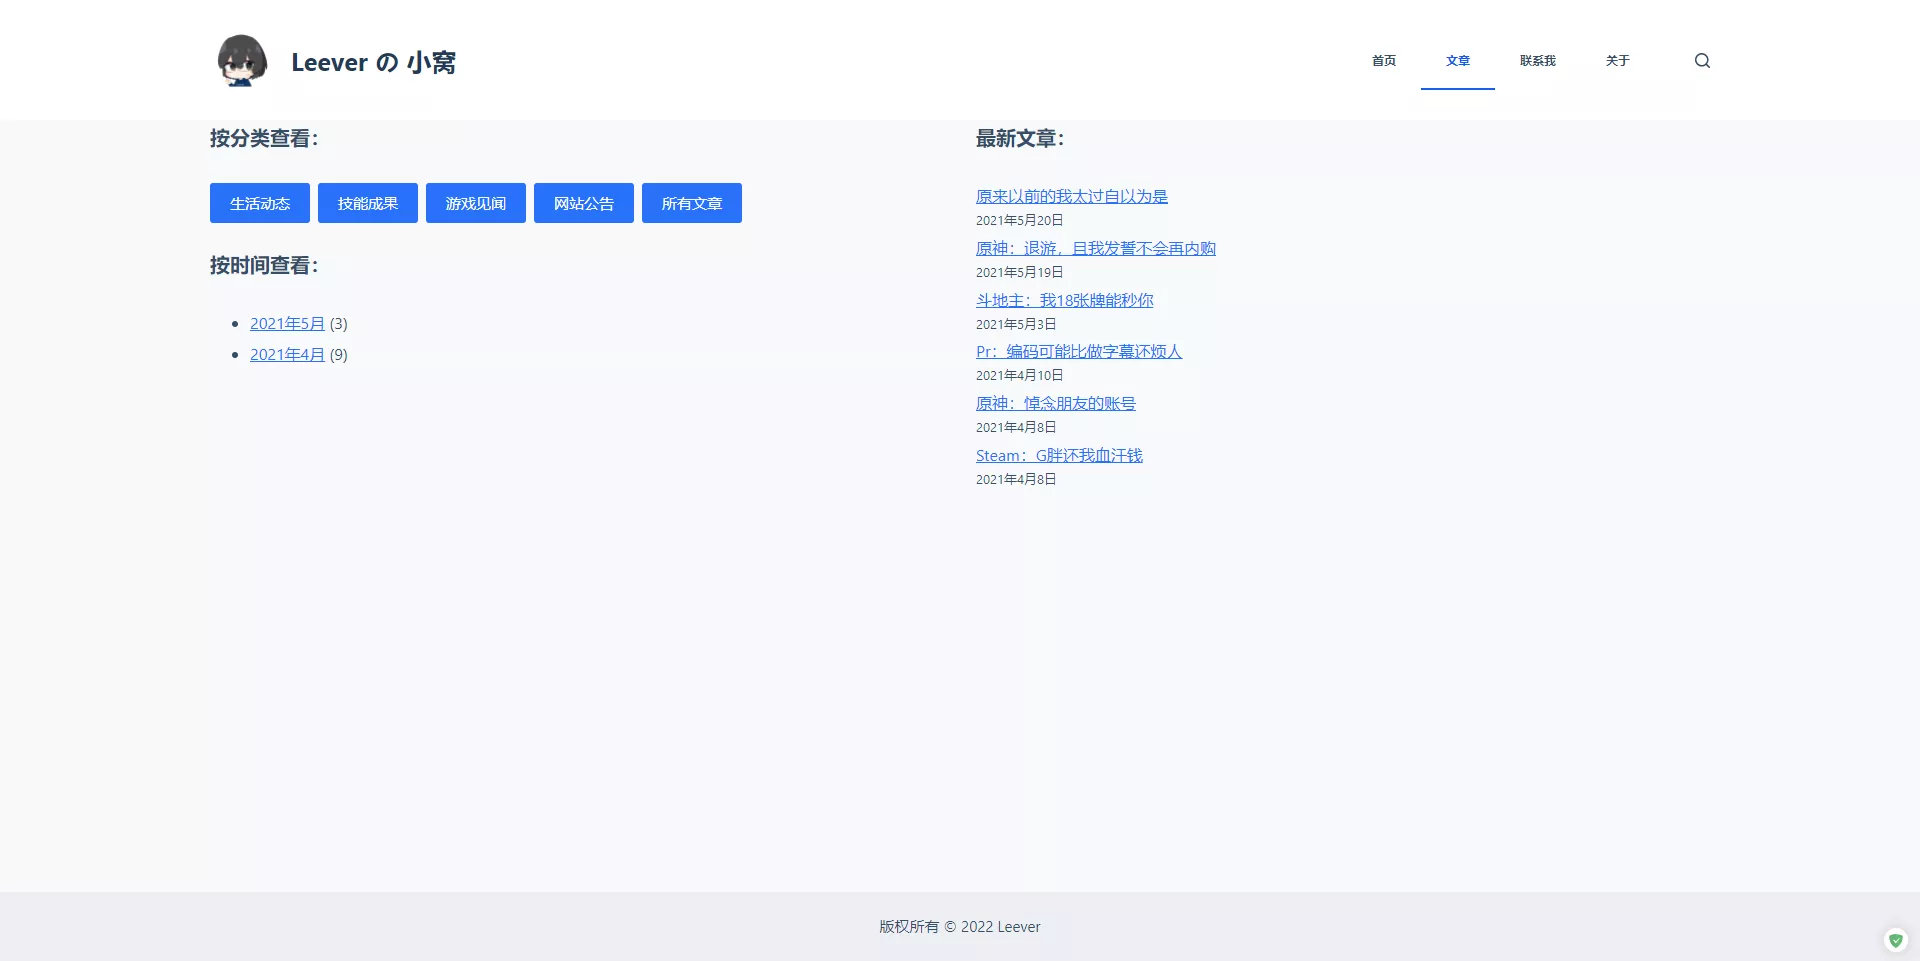 Leever の 小窝
首页
文章
联系我
关于
按分类查看：
生活动态
技能成果
游戏见闻
网站公告
所有文章
按时间查看：
2021年5月 (3)
2021年4月 (9)
最新文章：
原来以前的我太过自以为是
2021年5月20日
原神：退游，且我发誓不会再内购
2021年5月19日
斗地主：我18张牌能秒你
2021年5月3日
Pr：编码可能比做字幕还烦人
2021年4月10日
原神：悼念朋友的账号
2021年4月8日
Steam：G胖还我血汗钱
2021年4月8日
版权所有 © 2022 Leever